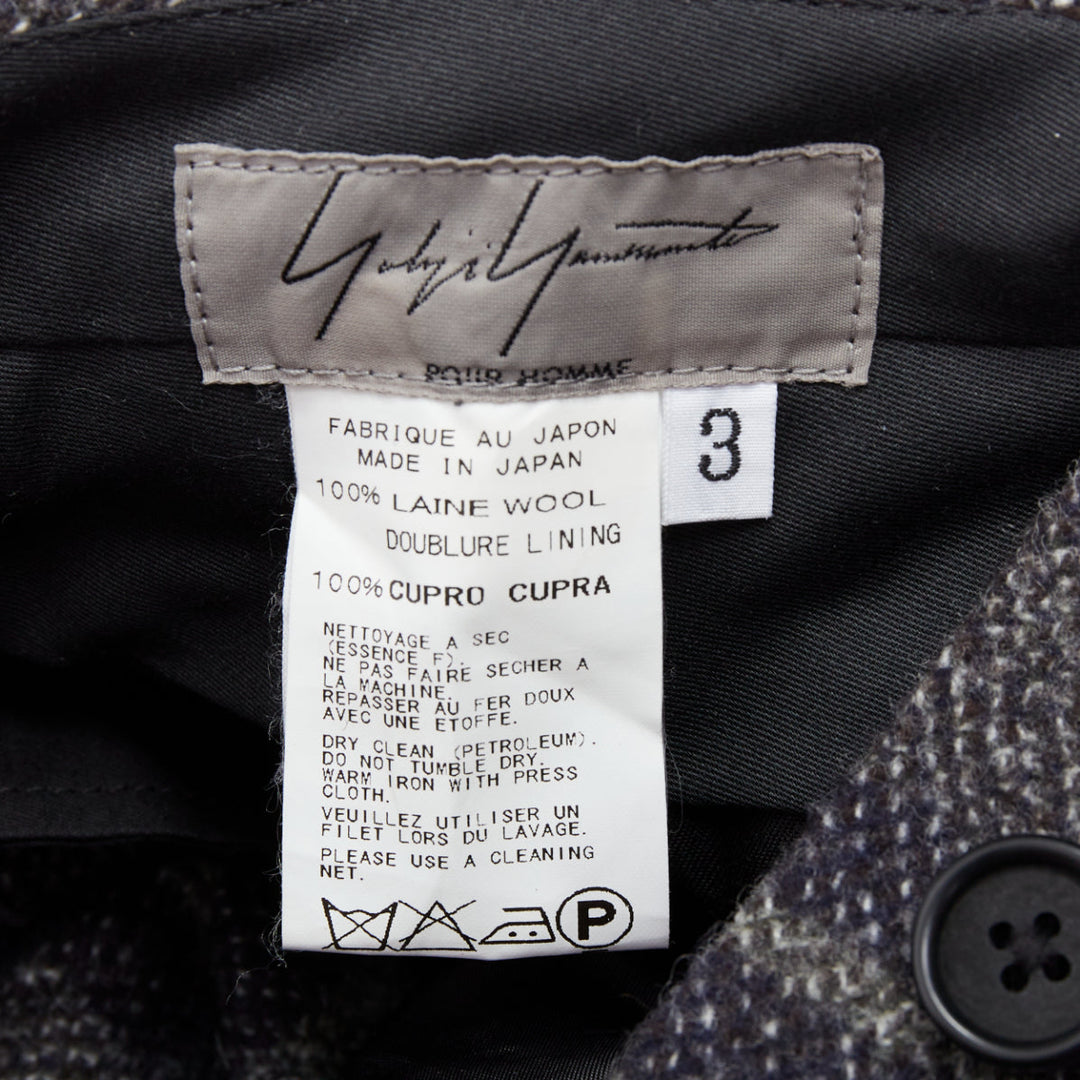 Yohji Yamamoto
POUR HOMME
3
FABRIQUE AU JAPON
MADE IN JAPAN
100% LAINE WOOL
DOUBLURE LINING
100% CUPRO CUPRA
NETTOYAGE A SEC
(ESSENCE F).
NE PAS FAIRE SECHER A
LA MACHINE.
REPASSER AU FER DOUX
AVEC UNE ETOFFE.
DRY CLEAN (PETROLEUM).
DO NOT TUMBLE DRY.
WARM IRON WITH PRESS
CLOTH.
VEUILLEZ UTILISER UN
FILET LORS DU LAVAGE.
PLEASE USE A CLEANING
NET.
P